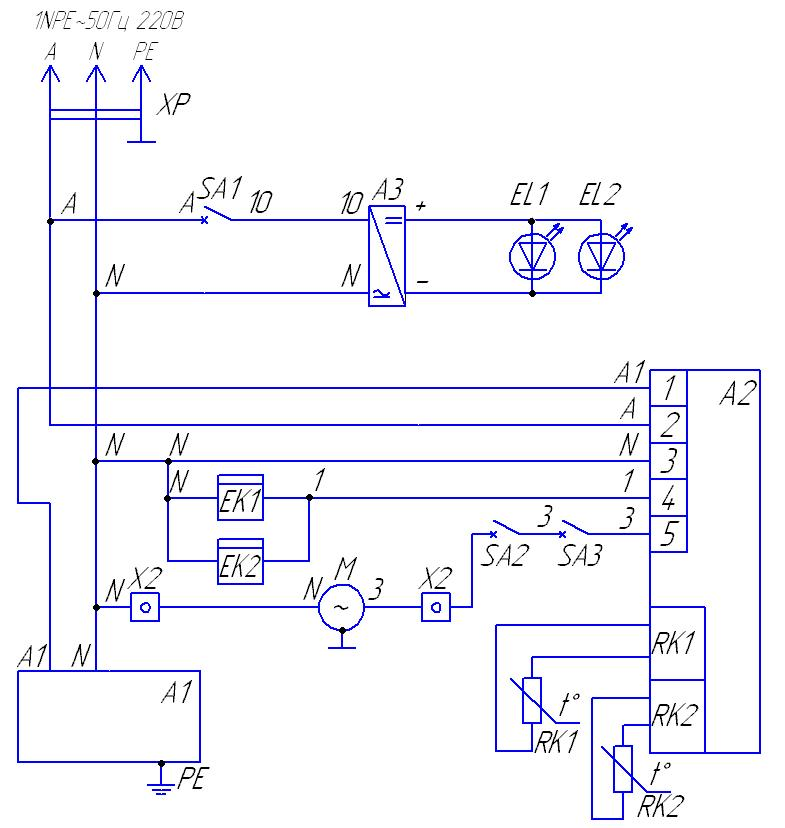 1NPE~50Гц 220В
A N PE
XP
A A SA1 10 10 A3 + EL1 EL2
N N −
A1 1 A2
A 2
N N N 3
N EK1 1 1 4
3 3 5
SA2 SA3
EK2
N X2 N M ~ 3 X2
A1 N
A1
RK1
RK2
t°
RK1
t°
RK2
PE